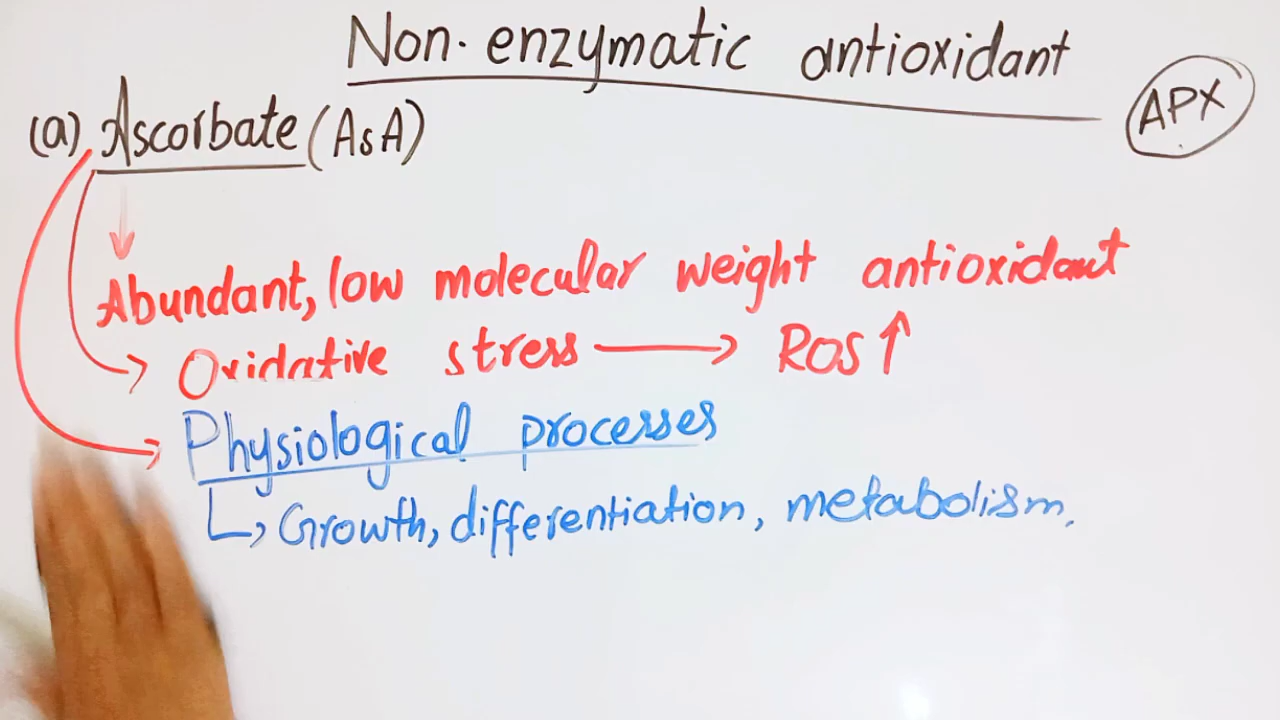 Non-enzymatic antioxidant
APX
(a) Ascorbate (AsA)
Abundant, low molecular weight antioxidant
Oxidative stress → ROS↑
Physiological processes
Growth, differentiation, metabolism.